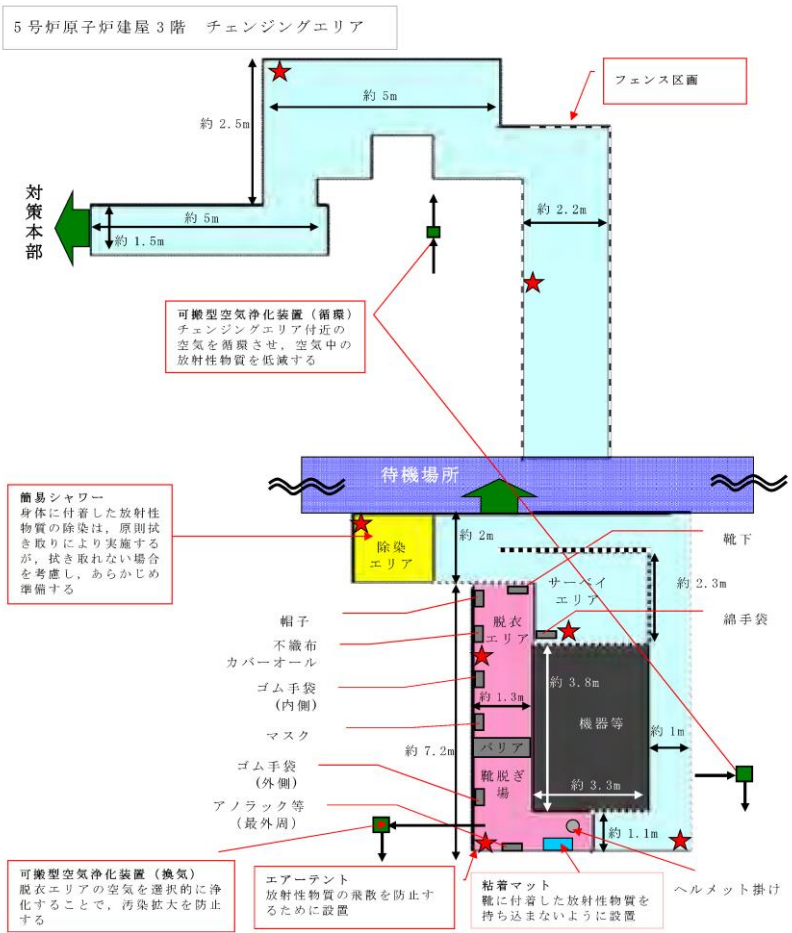 5号炉原子炉建屋3階 チェンジングエリア
フェンス区画
約5m
約2.5m
対策本部
約5m
約1.5m
約2.2m
可搬型空気浄化装置（循環）
チェンジングエリア付近の
空気を循環させ，空気中の
放射性物質を低減する
待機場所
簡易シャワー
身体に付着した放射性
物質の除染は，原則拭
き取りにより実施する
が，拭き取れない場合
を考慮し，あらかじめ
準備する
除染
エリア
約2m
靴下
サーベイ
エリア
約2.3m
帽子
脱衣
エリア
綿手袋
不織布
カバーオール
ゴム手袋
(内側)
約3.8m
約1.3m
機器等
マスク
約1m
約7.2m
バリア
ゴム手袋
(外側)
靴脱ぎ
場
約3.3m
アノラック等
(最外周)
約1.1m
可搬型空気浄化装置（換気）
脱衣エリアの空気を選択的に浄
化することで，汚染拡大を防止
する
エアーテント
放射性物質の飛散を防止す
るために設置
粘着マット
靴に付着した放射性物質を
持ち込まないように設置
ヘルメット掛け